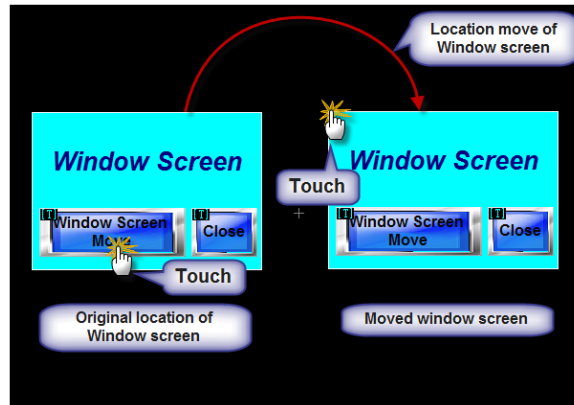 Location move of
Window screen
Window Screen
Window Screen
Touch
[T]
Window Screen
Move
[T]
Close
[T]
Window Screen
Move
[T]
Close
Touch
Original location of
Window screen
Moved window screen